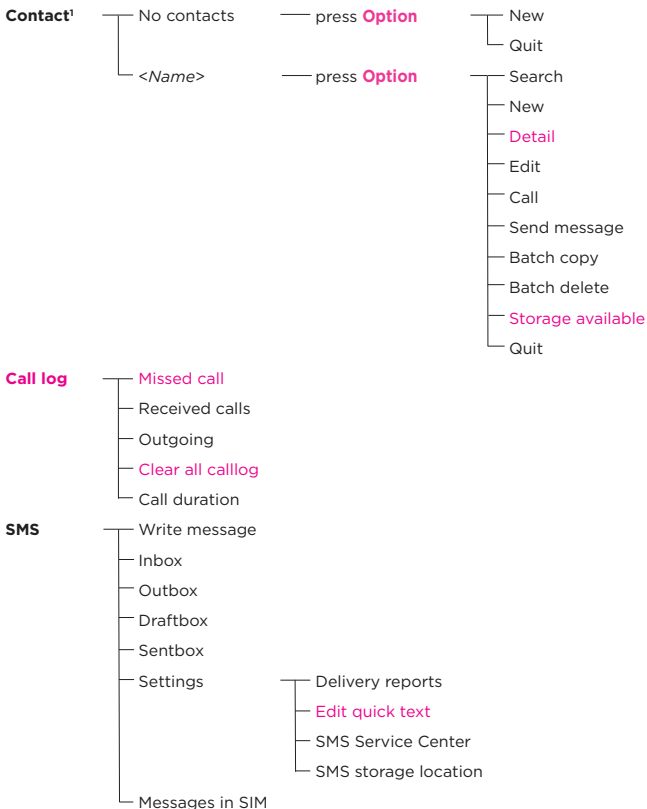 Contact¹ No contacts press Option New
Quit
<Name> press Option Search
New
Detail
Edit
Call
Send message
Batch copy
Batch delete
Storage available
Quit
Call log Missed call
Received calls
Outgoing
Clear all calllog
Call duration
SMS Write message
Inbox
Outbox
Draftbox
Sentbox
Settings Delivery reports
Edit quick text
SMS Service Center
SMS storage location
Messages in SIM